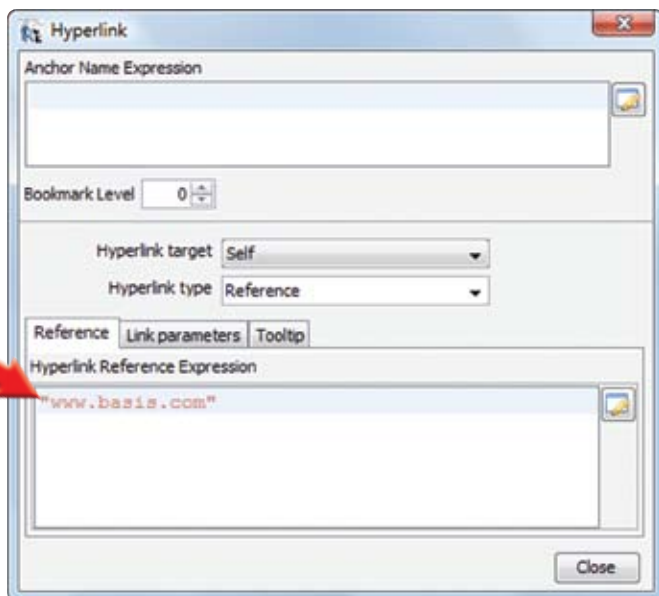 Hyperlink
Anchor Name Expression
Bookmark Level 0
Hyperlink target Self
Hyperlink type Reference
Reference Link parameters Tooltip
Hyperlink Reference Expression
"www.basis.com"
Close